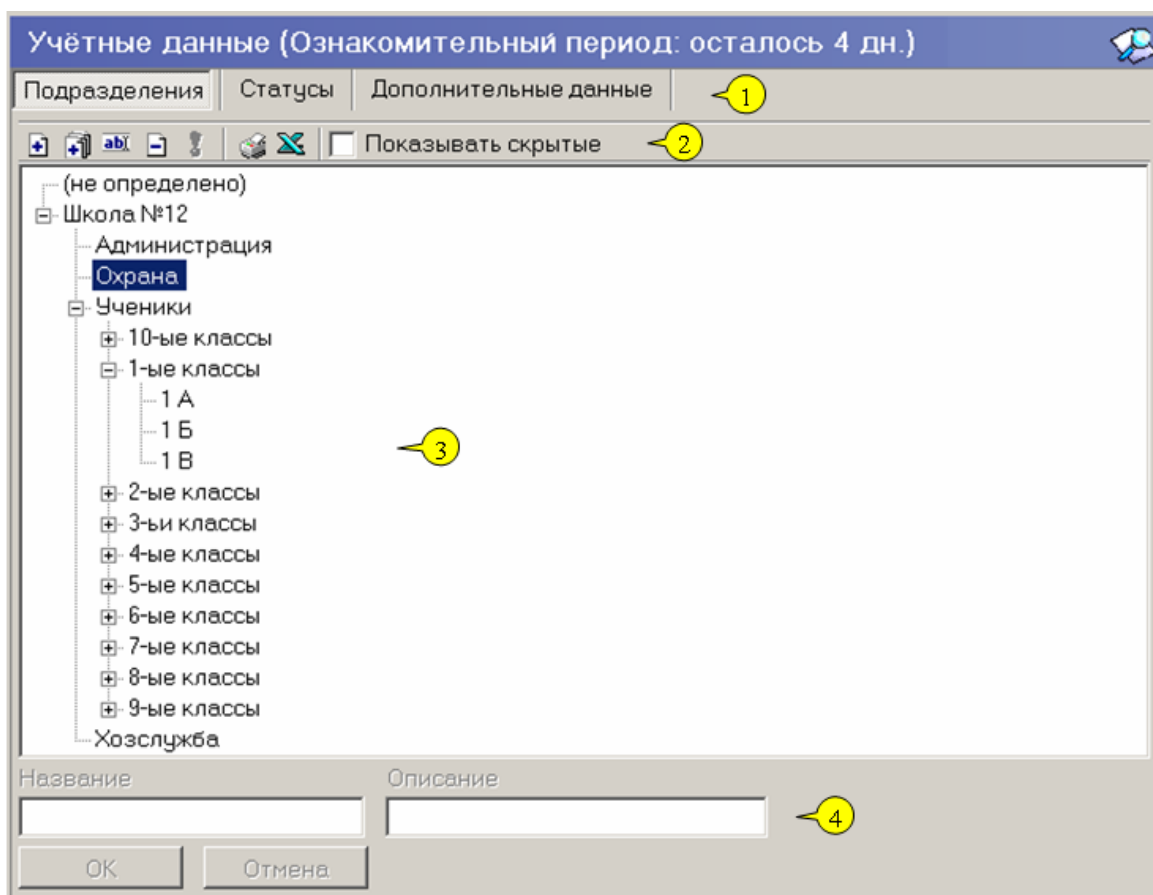 Учётные данные (Ознакомительный период: осталось 4 дн.)
Подразделения Статусы Дополнительные данные 1
abI Показывать скрытые 2
(не определено)
Школа №12
Администрация
Охрана
Ученики
10-ые классы
1-ые классы
1 А
1 Б
3
1 В
2-ые классы
3-ьи классы
4-ые классы
5-ые классы
6-ые классы
7-ые классы
8-ые классы
9-ые классы
Хозслужба
Название Описание
4
OK Отмена